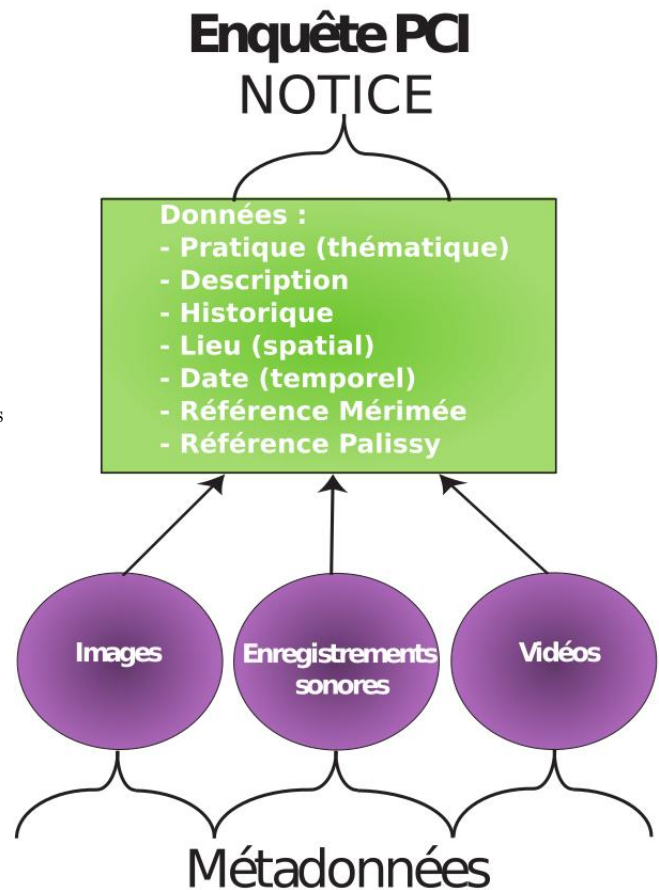 Enquête PCI
NOTICE
Données :
- Pratique (thématique)
- Description
- Historique
- Lieu (spatial)
- Date (temporel)
- Référence Mérimée
- Référence Palissy
s
Images
Enregistrements
sonores
Vidéos
Métadonnées